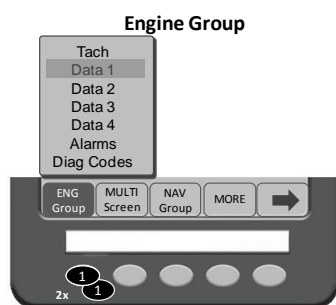 Engine Group
Tach
Data 1
Data 2
Data 3
Data 4
Alarms
Diag Codes
ENG Group
MULTI Screen
NAV Group
MORE
1
1
2x